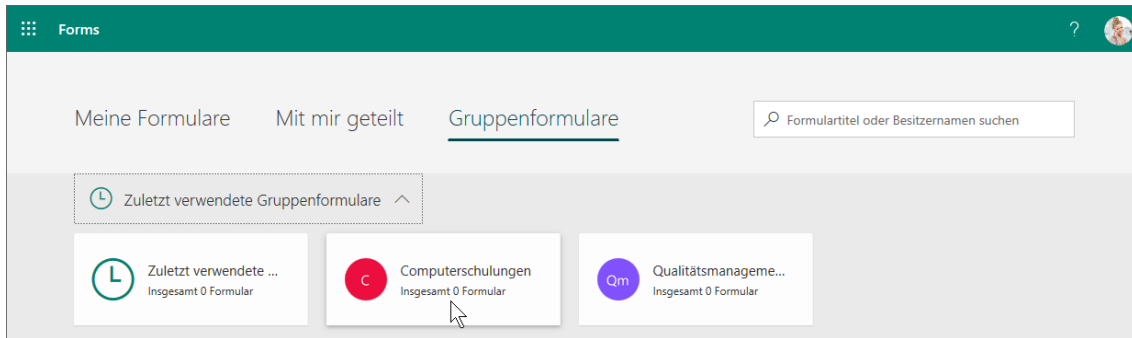 Forms
?
Meine Formulare Mit mir geteilt Gruppenformulare
Formulartitel oder Besitzernamen suchen
Zuletzt verwendete Gruppenformulare
Zuletzt verwendete ...
Insgesamt 0 Formular
C
Computerschulungen
Insgesamt 0 Formular
Qm
Qualitätsmanageme...
Insgesamt 0 Formular